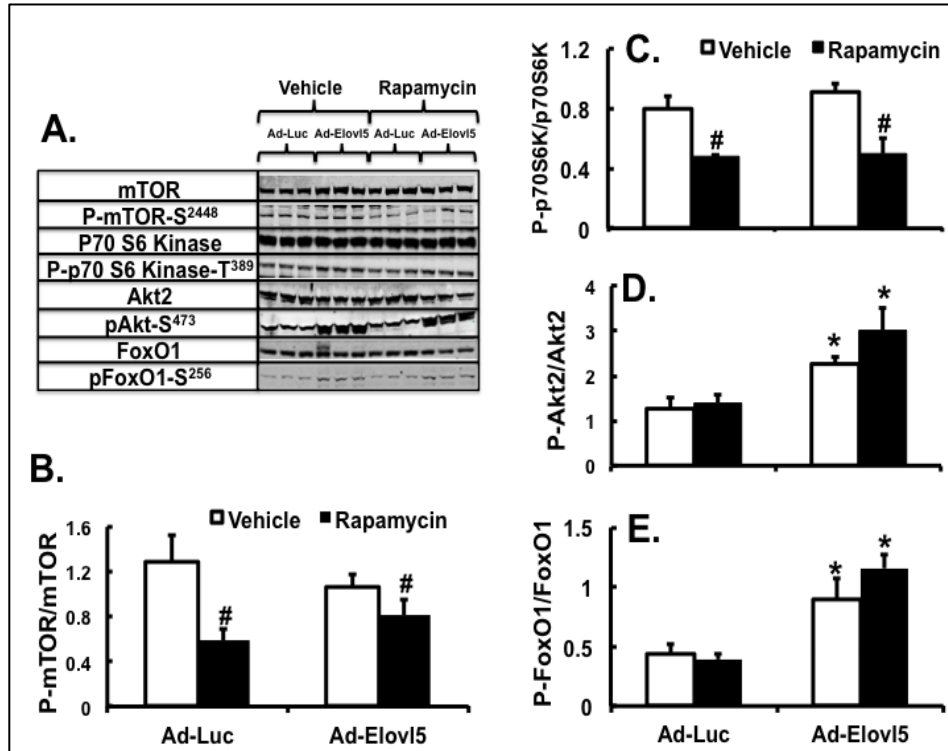 A.
Vehicle Rapamycin
Ad-Luc Ad-Elovl5 Ad-Luc Ad-Elovl5
mTOR
P-mTOR-S2448
P70 S6 Kinase
P-p70 S6 Kinase-T389
Akt2
pAkt-S473
FoxO1
pFoxO1-S256
B.
Vehicle Rapamycin
P-mTOR/mTOR
1.6
1.2
0.8
0.4
0
# #
Ad-Luc Ad-Elovl5
C.
Vehicle Rapamycin
P-p70S6K/p70S6K
1.2
0.8
0.4
0
# #
D.
P-Akt2/Akt2
4
3
2
1
0
* *
E.
P-FoxO1/FoxO1
1.5
1
0.5
0
* *
Ad-Luc Ad-Elovl5